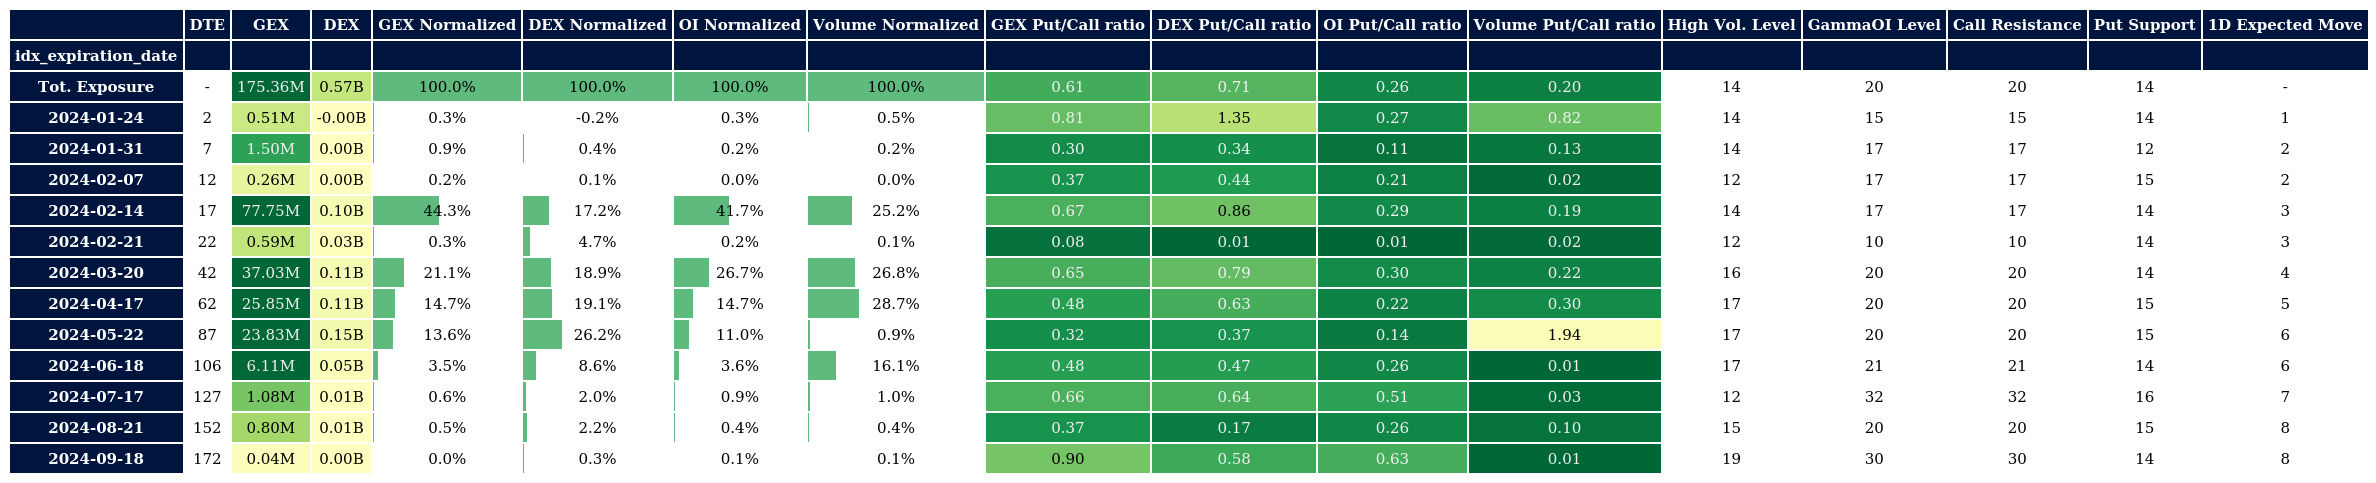 DTE GEX DEX GEX Normalized DEX Normalized OI Normalized Volume Normalized GEX Put/Call ratio DEX Put/Call ratio OI Put/Call ratio Volume Put/Call ratio High Vol. Level GammaOI Level Call Resistance Put Support 1D Expected Move
idx_expiration_date
Tot. Exposure - 175.36M 0.57B 100.0% 100.0% 100.0% 100.0% 0.61 0.71 0.26 0.20 14 20 20 14 -
2024-01-24 2 0.51M -0.00B 0.3% -0.2% 0.3% 0.5% 0.81 1.35 0.27 0.82 14 15 15 14 1
2024-01-31 7 1.50M 0.00B 0.9% 0.4% 0.2% 0.2% 0.30 0.34 0.11 0.13 14 17 17 12 2
2024-02-07 12 0.26M 0.00B 0.2% 0.1% 0.0% 0.0% 0.37 0.44 0.21 0.02 12 17 17 15 2
2024-02-14 17 77.75M 0.10B 44.3% 17.2% 41.7% 25.2% 0.67 0.86 0.29 0.19 14 17 17 14 3
2024-02-21 22 0.59M 0.03B 0.3% 4.7% 0.2% 0.1% 0.08 0.01 0.01 0.02 12 10 10 14 3
2024-03-20 42 37.03M 0.11B 21.1% 18.9% 26.7% 26.8% 0.65 0.79 0.30 0.22 16 20 20 14 4
2024-04-17 62 25.85M 0.11B 14.7% 19.1% 14.7% 28.7% 0.48 0.63 0.22 0.30 17 20 20 15 5
2024-05-22 87 23.83M 0.15B 13.6% 26.2% 11.0% 0.9% 0.32 0.37 0.14 1.94 17 20 20 15 6
2024-06-18 106 6.11M 0.05B 3.5% 8.6% 3.6% 16.1% 0.48 0.47 0.26 0.01 17 21 21 14 6
2024-07-17 127 1.08M 0.01B 0.6% 2.0% 0.9% 1.0% 0.66 0.64 0.51 0.03 12 32 32 16 7
2024-08-21 152 0.80M 0.01B 0.5% 2.2% 0.4% 0.4% 0.37 0.17 0.26 0.10 15 20 20 15 8
2024-09-18 172 0.04M 0.00B 0.0% 0.3% 0.1% 0.1% 0.90 0.58 0.63 0.01 19 30 30 14 8